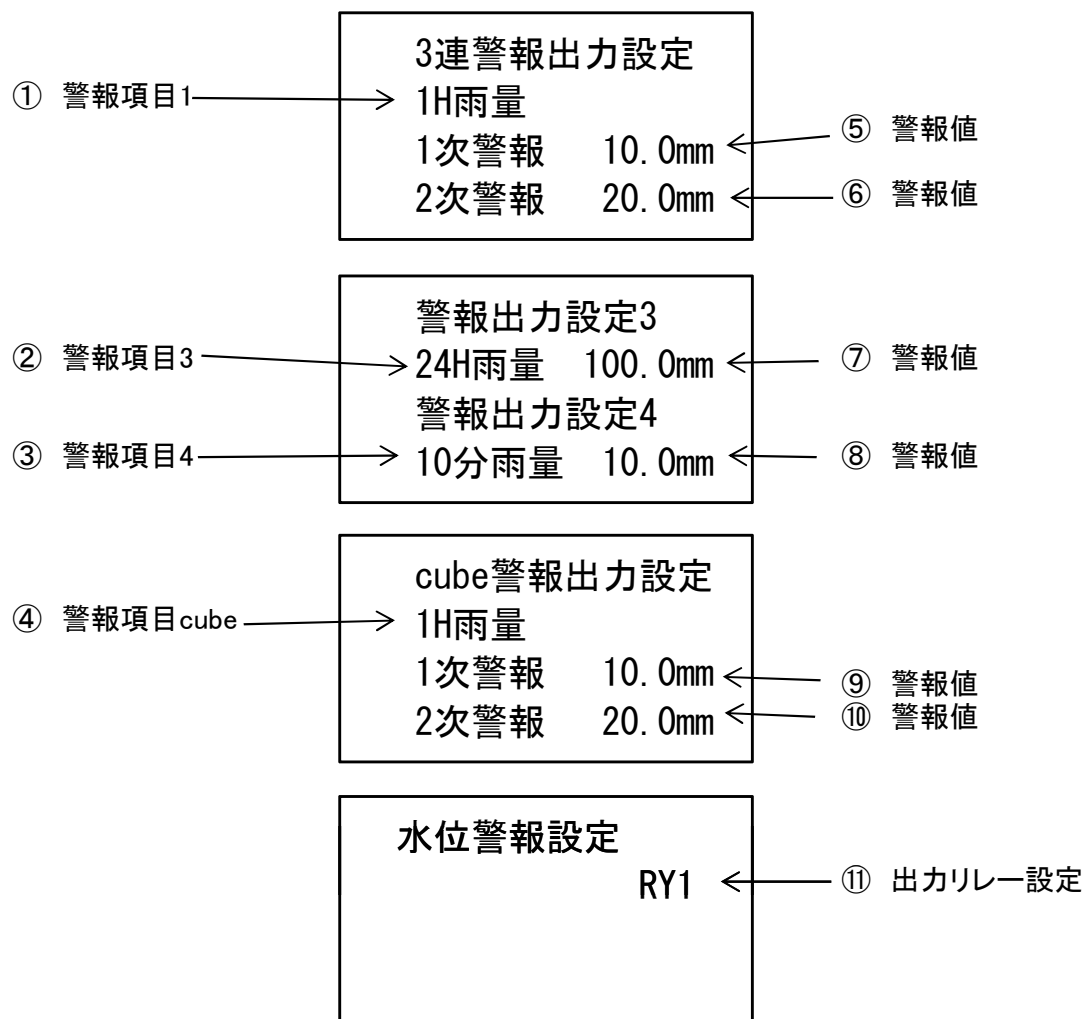 3連警報出力設定
① 警報項目1
1H雨量
1次警報 10.0mm
⑤ 警報値
2次警報 20.0mm
⑥ 警報値
警報出力設定3
② 警報項目3
24H雨量 100.0mm
⑦ 警報値
警報出力設定4
③ 警報項目4
10分雨量 10.0mm
⑧ 警報値
cube警報出力設定
④ 警報項目cube
1H雨量
1次警報 10.0mm
⑨ 警報値
2次警報 20.0mm
⑩ 警報値
水位警報設定
RY1
⑪ 出力リレー設定